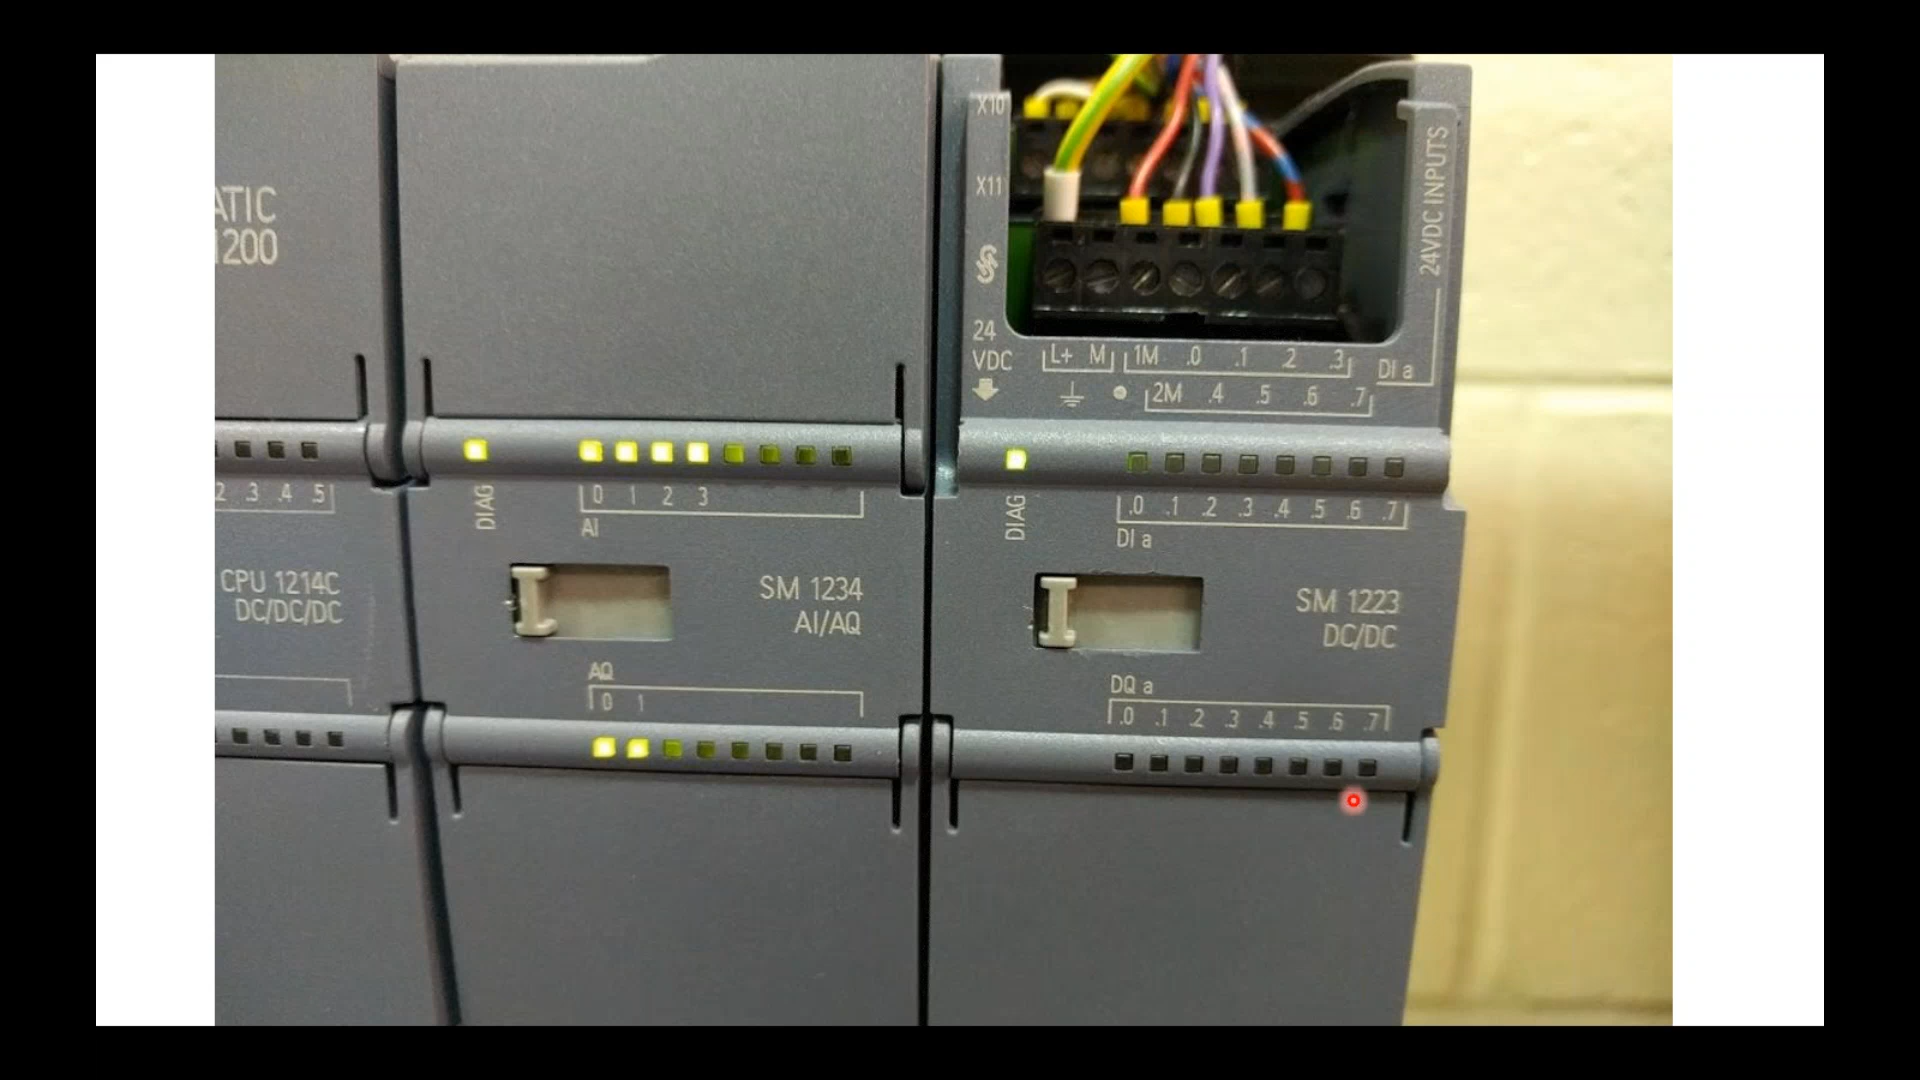 ATIC
1200
2 .3 .4 .5
CPU 1214C
DC/DC/DC
DIAG
0 1 2 3
AI
SM 1234
AI/AQ
AQ
0 1
X10
X11
24
VDC
24VDC INPUTS
L+ M 1M .0 .1 .2 .3
DI a
2M .4 .5 .6 .7
DIAG
.0 .1 .2 .3 .4 .5 .6 .7
DI a
SM 1223
DC/DC
DQ a
.0 .1 .2 .3 .4 .5 .6 .7